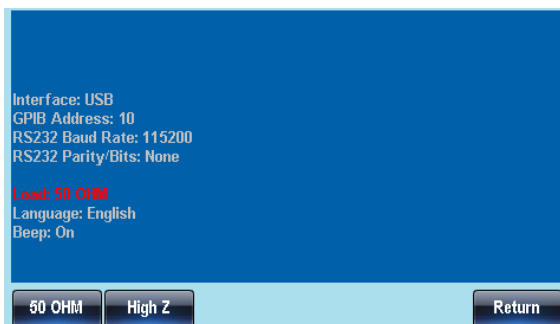 Interface: USB
GPIB Address: 10
RS232 Baud Rate: 115200
RS232 Parity/Bits: None
Load: 50 OHM
Language: English
Beep: On
50 OHM
High Z
Return